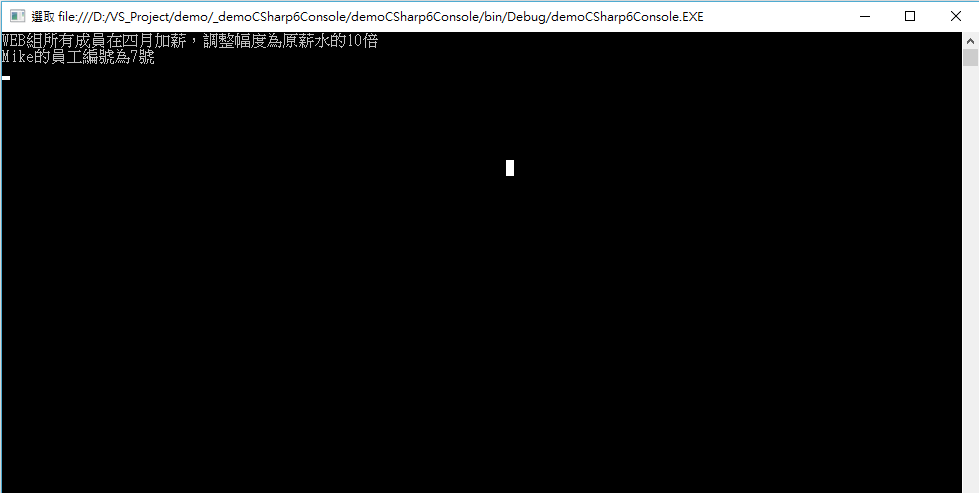 選取 file:///D:/VS_Project/demo/_demoCSharp6Console/demoCSharp6Console/bin/Debug/demoCSharp6Console.EXE
WEB組所有成員在四月加薪，調整幅度為原薪水的10倍
Mike的員工編號為7號